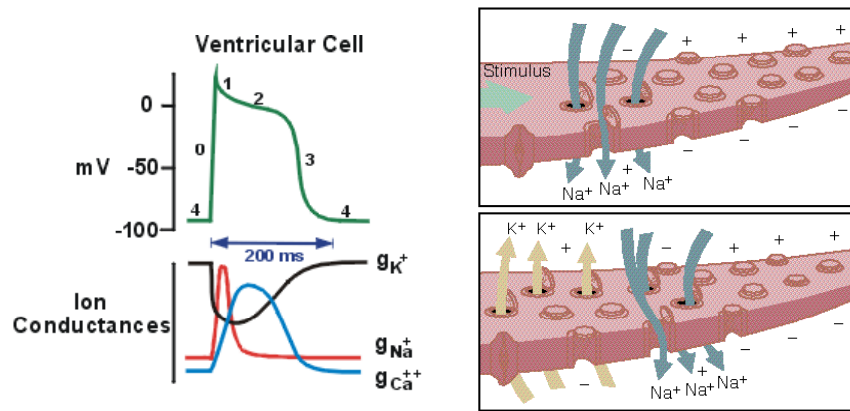 Ventricular Cell
1
2
0
0
3
mV
-50
4
4
-100
200 ms
gK+
Ion
Conductances
gNa+
gCa++
Stimulus
− + + +
− − −
+
Na+ Na+ Na+
K+ K+ K+
+ − + + +
− − −
− +
Na+ Na+ Na+